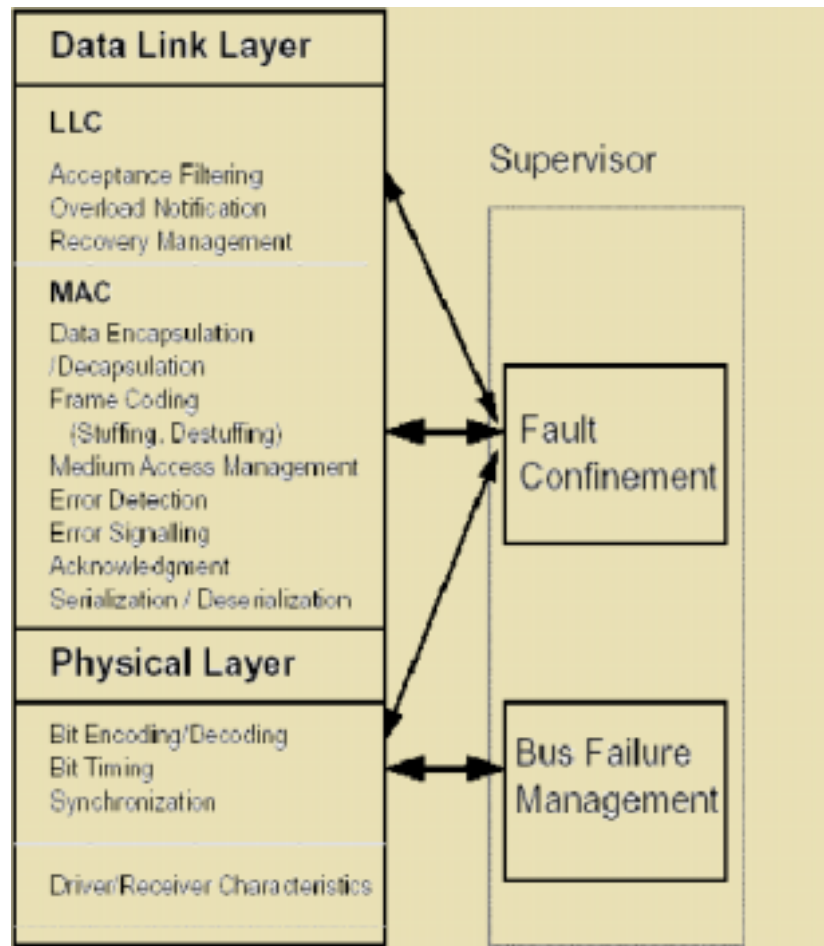 Data Link Layer
LLC
Acceptance Filtering
Overload Notification
Recovery Management
MAC
Data Encapsulation
/Decapsulation
Frame Coding
(Stuffing, Destuffing)
Medium Access Management
Error Detection
Error Signalling
Acknowledgment
Serialization / Deserialization
Physical Layer
Bit Encoding/Decoding
Bit Timing
Synchronization
Driver/Receiver Characteristics
Supervisor
Fault
Confinement
Bus Failure
Management